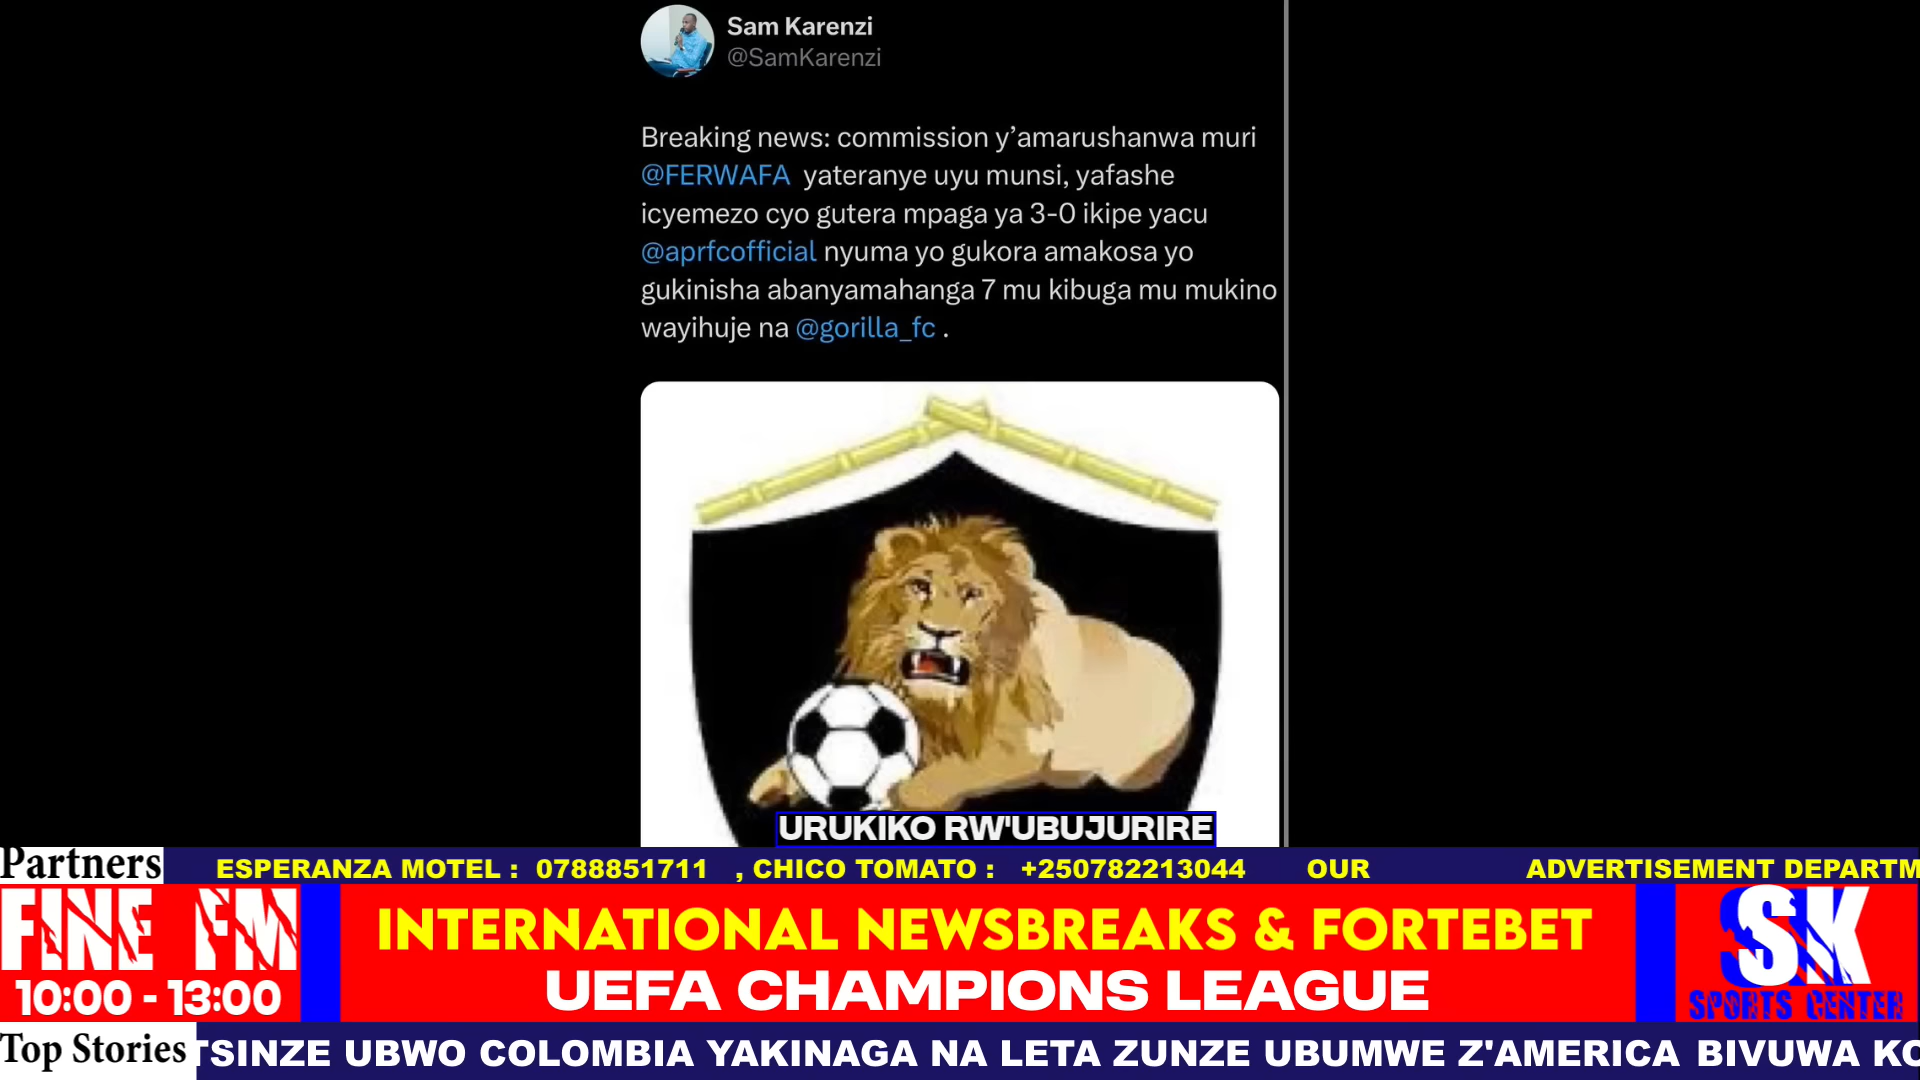 Sam Karenzi
@SamKarenzi
Breaking news: commission y’amarushanwa muri
@FERWAFA yateranye uyu munsi, yafashe
icyemezo cyo gutera mpaga ya 3-0 ikipe yacu
@aprfcofficial nyuma yo gukora amakosa yo
gukinisha abanyamahanga 7 mu kibuga mu mukino
wayihuje na @gorilla_fc .
URUKIKO RW'UBUJURIRE
Partners
ESPERANZA MOTEL : 0788851711 , CHICO TOMATO : +250782213044 OUR ADVERTISEMENT DEPARTM
FINE FM
10:00 - 13:00
INTERNATIONAL NEWSBREAKS & FORTEBET
UEFA CHAMPIONS LEAGUE
SK
SPORTS CENTER
Top Stories
TSINZE UBWO COLOMBIA YAKINAGA NA LETA ZUNZE UBUMWE Z'AMERICA BIVUWA KO